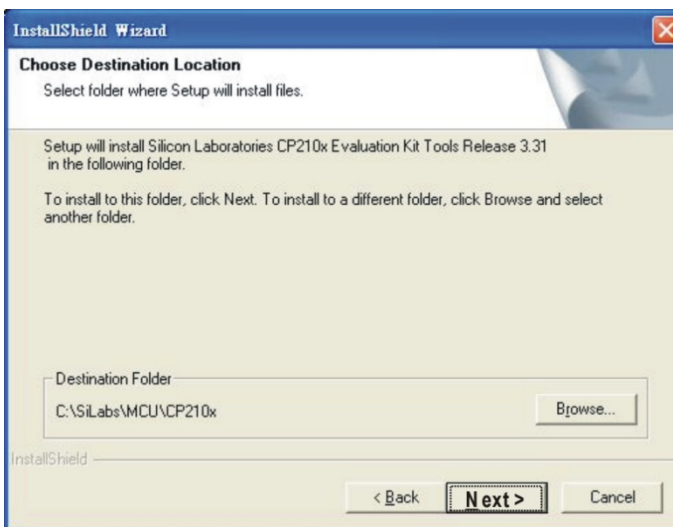 InstallShield Wizard
Choose Destination Location
Select folder where Setup will install files.
Setup will install Silicon Laboratories CP210x Evaluation Kit Tools Release 3.31
in the following folder.
To install to this folder, click Next. To install to a different folder, click Browse and select
another folder.
Destination Folder
C:\SiLabs\MCU\CP210x
Browse...
InstallShield
< Back
Next >
Cancel